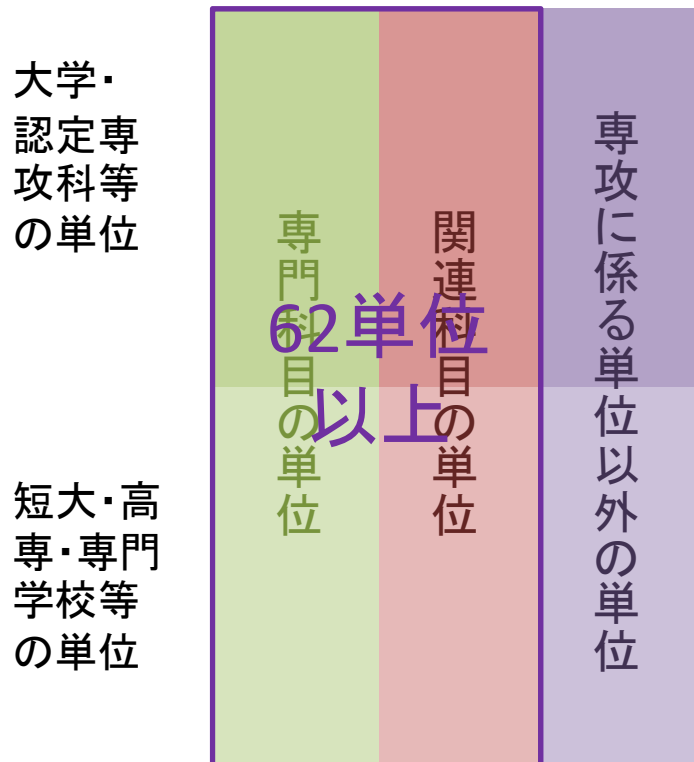 大学・
認定専
攻科等
の単位
短大・高
専・専門
学校等
の単位
専門科目の単位
関連科目の単位
専攻に係る単位以外の単位
62単位
以上